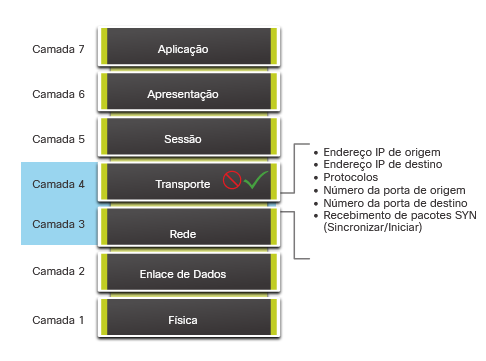 Camada 7
Aplicação
Camada 6
Apresentação
Camada 5
Sessão
Camada 4
Transporte
Camada 3
Rede
Camada 2
Enlace de Dados
Camada 1
Física
• Endereço IP de origem
• Endereço IP de destino
• Protocolos
• Número da porta de origem
• Número da porta de destino
• Recebimento de pacotes SYN
(Sincronizar/Iniciar)